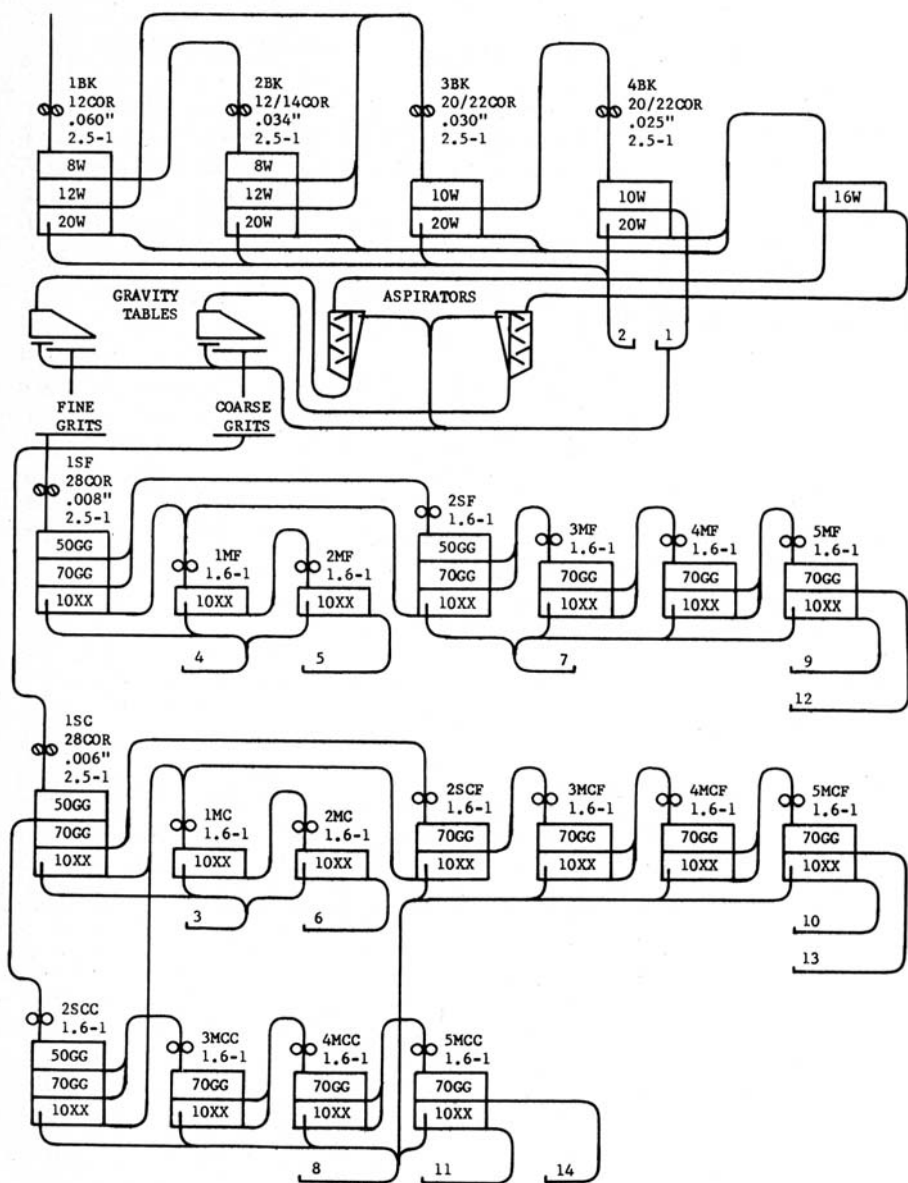 1BK
12COR
.060"
2.5-1
8W
12W
20W
2BK
12/14COR
.034"
2.5-1
8W
12W
20W
3BK
20/22COR
.030"
2.5-1
10W
20W
4BK
20/22COR
.025"
2.5-1
10W
20W
16W
GRAVITY
TABLES
ASPIRATORS
2
1
FINE
GRITS
COARSE
GRITS
1SF
28COR
.008"
2.5-1
50GG
70GG
10XX
1MF
1.6-1
10XX
2MF
1.6-1
10XX
2SF
1.6-1
50GG
70GG
10XX
3MF
1.6-1
70GG
10XX
4MF
1.6-1
70GG
10XX
5MF
1.6-1
70GG
10XX
4
5
7
9
12
1SC
28COR
.006"
2.5-1
50GG
70GG
10XX
1MC
1.6-1
10XX
2MC
1.6-1
10XX
2SCF
1.6-1
70GG
10XX
3MCF
1.6-1
70GG
10XX
4MCF
1.6-1
70GG
10XX
5MCF
1.6-1
70GG
10XX
3
6
10
13
2SCC
1.6-1
50GG
70GG
10XX
3MCC
1.6-1
70GG
10XX
4MCC
1.6-1
70GG
10XX
5MCC
1.6-1
70GG
10XX
8
11
14